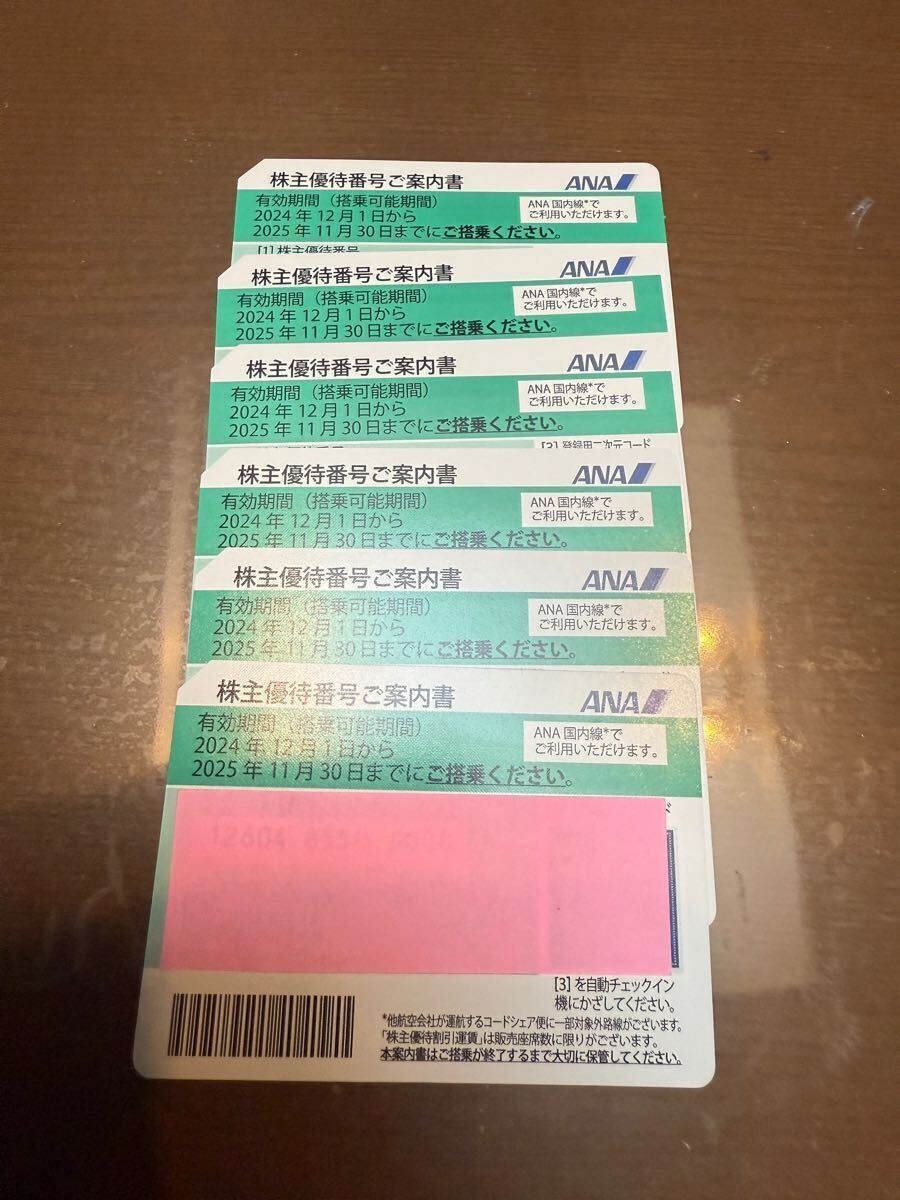 株主優待番号ご案内書 ANA
有効期間（搭乗可能期間）
2024年12月1日から
2025年11月30日までにご搭乗ください。
ANA国内線*で
ご利用いただけます。
[1]株主優待番号
株主優待番号ご案内書 ANA
有効期間（搭乗可能期間）
2024年12月1日から
2025年11月30日までにご搭乗ください。
ANA国内線*で
ご利用いただけます。
株主優待番号ご案内書 ANA
有効期間（搭乗可能期間）
2024年12月1日から
2025年11月30日までにご搭乗ください。
ANA国内線*で
ご利用いただけます。
[3]登録用二次元コード
株主優待番号ご案内書 ANA
有効期間（搭乗可能期間）
2024年12月1日から
2025年11月30日までにご搭乗ください。
ANA国内線*で
ご利用いただけます。
株主優待番号ご案内書 ANA
有効期間（搭乗可能期間）
2024年12月1日から
2025年11月30日までにご搭乗ください。
ANA国内線*で
ご利用いただけます。
株主優待番号ご案内書 ANA
有効期間（搭乗可能期間）
2024年12月1日から
2025年11月30日までにご搭乗ください。
ANA国内線*で
ご利用いただけます。
[3]を自動チェックイン
機にかざしてください。
*他航空会社が運航するコードシェア便に一部対象外路線がございます。
「株主優待割引運賃」は販売座席数に限りがございます。
本案内書はご搭乗が終了するまで大切に保管してください。